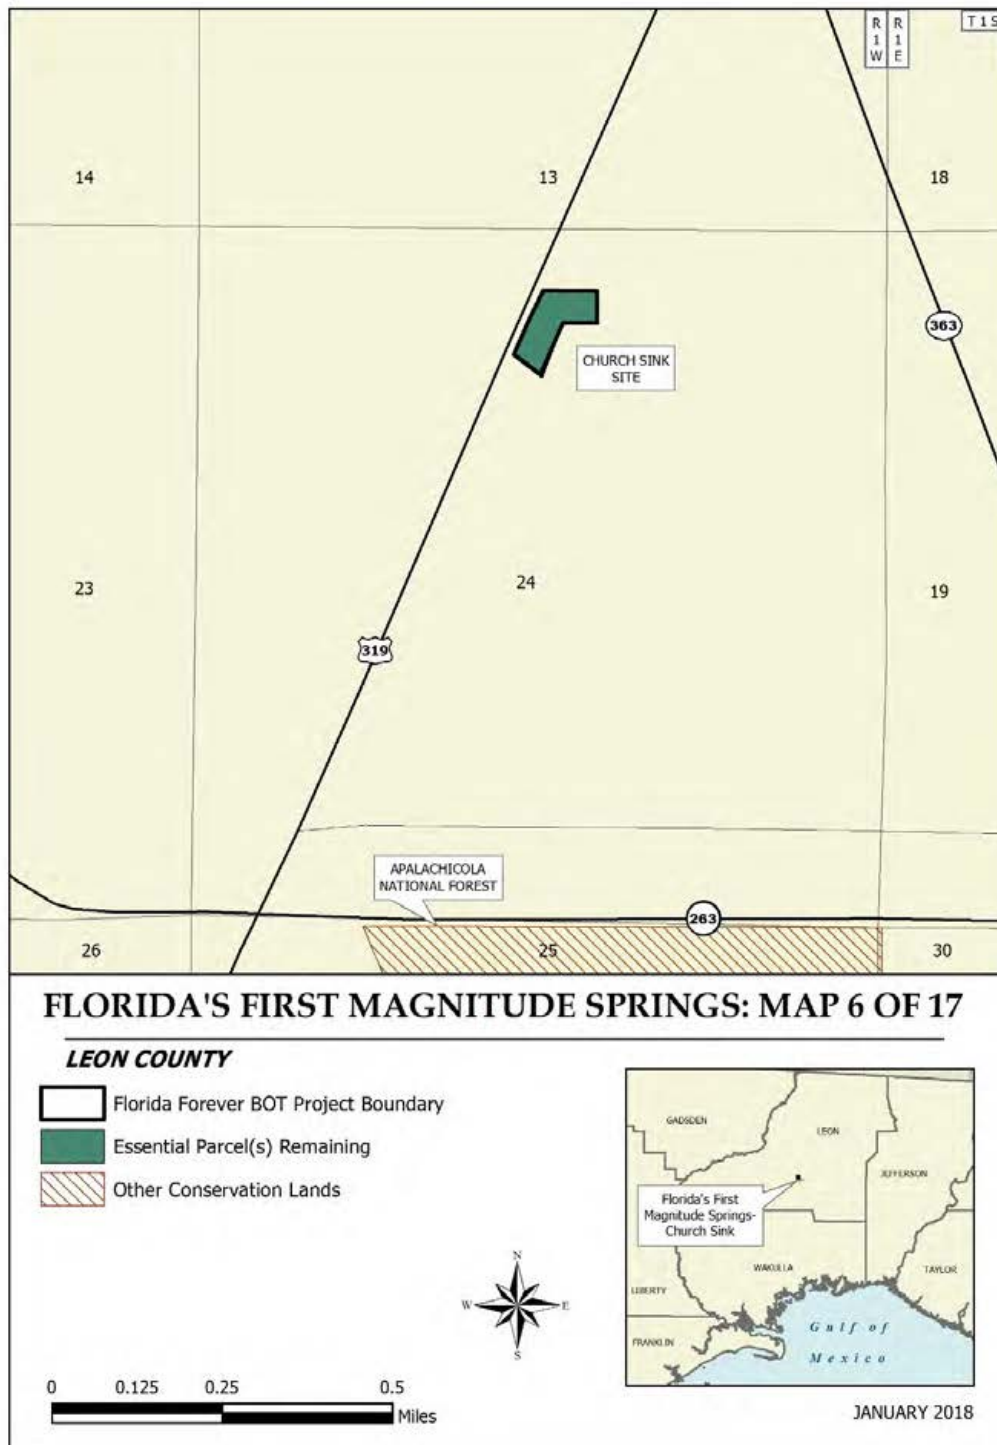 R
1
W
R
1
E
T 1S
14
13
18
363
CHURCH SINK
SITE
23
24
19
319
APALACHICOLA
NATIONAL FOREST
263
26
25
30
FLORIDA'S FIRST MAGNITUDE SPRINGS: MAP 6 OF 17
LEON COUNTY
Florida Forever BOT Project Boundary
Essential Parcel(s) Remaining
Other Conservation Lands
GADSDEN
LEON
JEFFERSON
Florida's First
Magnitude Springs-
Church Sink
WAKULLA
TAYLOR
LIBERTY
FRANKLIN
Gulf of
Mexico
N
W
E
S
0 0.125 0.25 0.5
Miles
JANUARY 2018